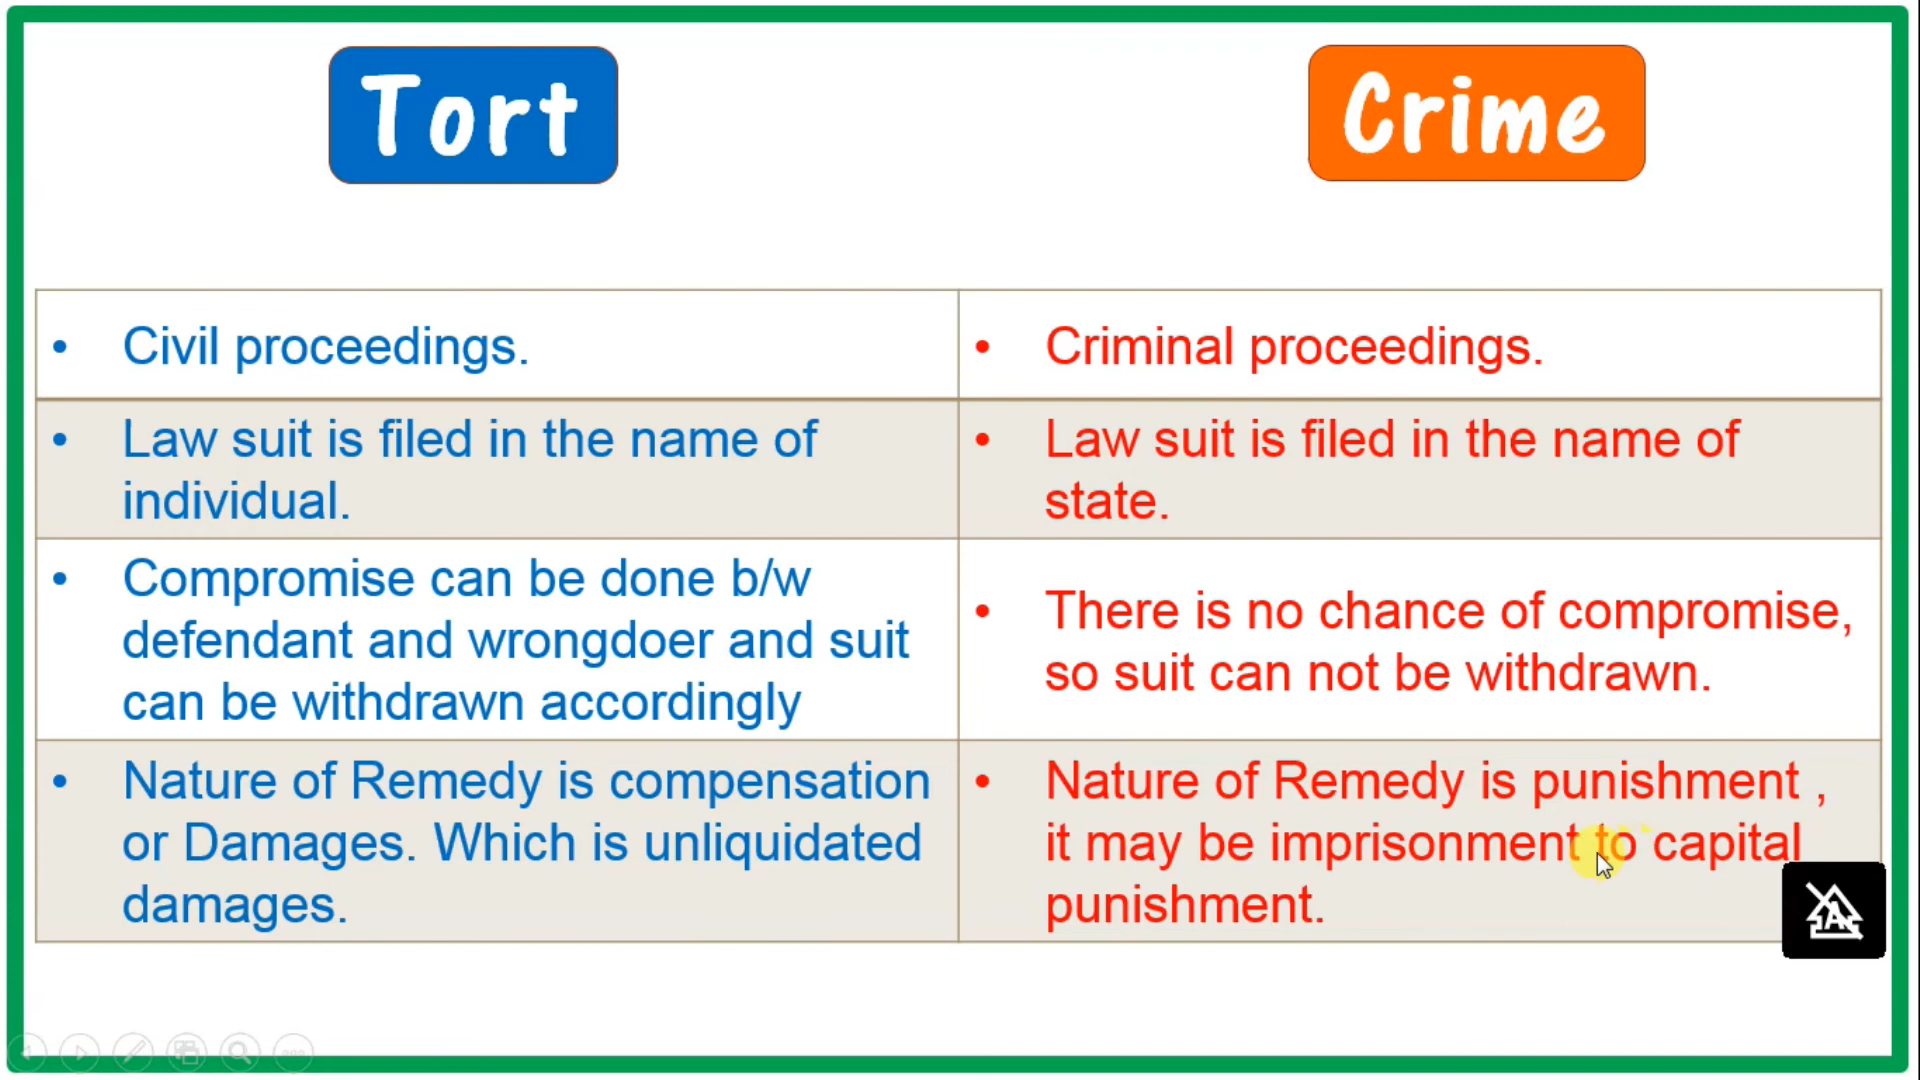 Tort
Crime
• Civil proceedings.
• Criminal proceedings.
• Law suit is filed in the name of
individual.
• Law suit is filed in the name of
state.
• Compromise can be done b/w
defendant and wrongdoer and suit
can be withdrawn accordingly
• There is no chance of compromise,
so suit can not be withdrawn.
• Nature of Remedy is compensation
or Damages. Which is unliquidated
damages.
• Nature of Remedy is punishment ,
it may be imprisonment to capital
punishment.
A